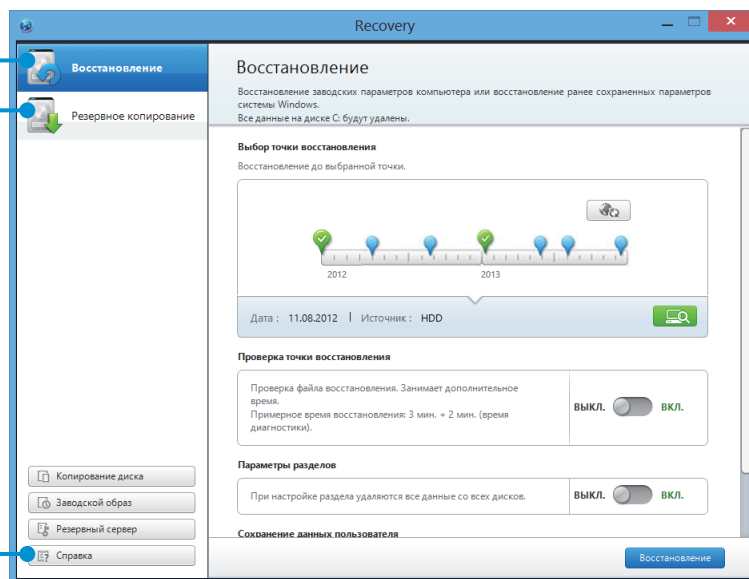 Recovery
Восстановление
Резервное копирование
Копирование диска
Заводской образ
Резервный сервер
Справка
Восстановление
Восстановление заводских параметров компьютера или восстановление ранее сохраненных параметров
системы Windows.
Все данные на диске C: будут удалены.
Выбор точки восстановления
Восстановление до выбранной точки.
2012 2013
Дата : 11.08.2012 | Источник : HDD
Проверка точки восстановления
Проверка файла восстановления. Занимает дополнительное
время.
Примерное время восстановления: 3 мин. + 2 мин. (время
диагностики).
ВЫКЛ. ВКЛ.
Параметры разделов
При настройке раздела удаляются все данные со всех дисков.
ВЫКЛ. ВКЛ.
Сохранение данных пользователя
Восстановление